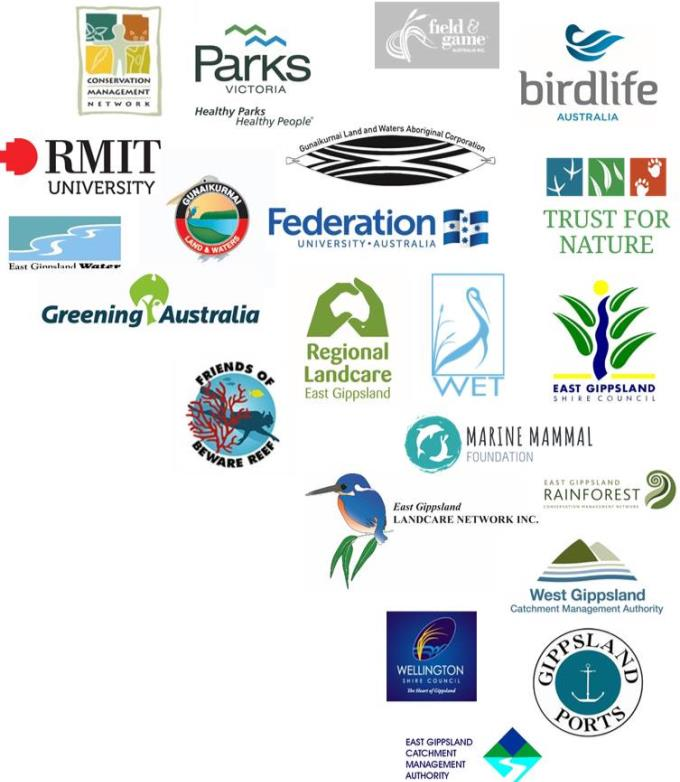 CONSERVATION
MANAGEMENT
NETWORK
Parks
VICTORIA
Healthy Parks
Healthy People®
field &
game
AUSTRALIA INC.
birdlife
AUSTRALIA
RMIT
UNIVERSITY
Gunaikurnai Land and Waters Aboriginal Corporation
GUNAIKURNAI
LAND & WATERS
Federation
UNIVERSITY • AUSTRALIA
TRUST FOR
NATURE
East Gippsland Water
Greening Australia
Regional
Landcare
East Gippsland
WET
EAST GIPPSLAND
SHIRE COUNCIL
FRIENDS OF
BEWARE REEF
MARINE MAMMAL
FOUNDATION
East Gippsland
LANDCARE NETWORK INC.
EAST GIPPSLAND
RAINFOREST
CONSERVATION MANAGEMENT NETWORK
West Gippsland
Catchment Management Authority
WELLINGTON
SHIRE COUNCIL
The Heart of Gippsland
GIPPSLAND
PORTS
EAST GIPPSLAND
CATCHMENT
MANAGEMENT
AUTHORITY